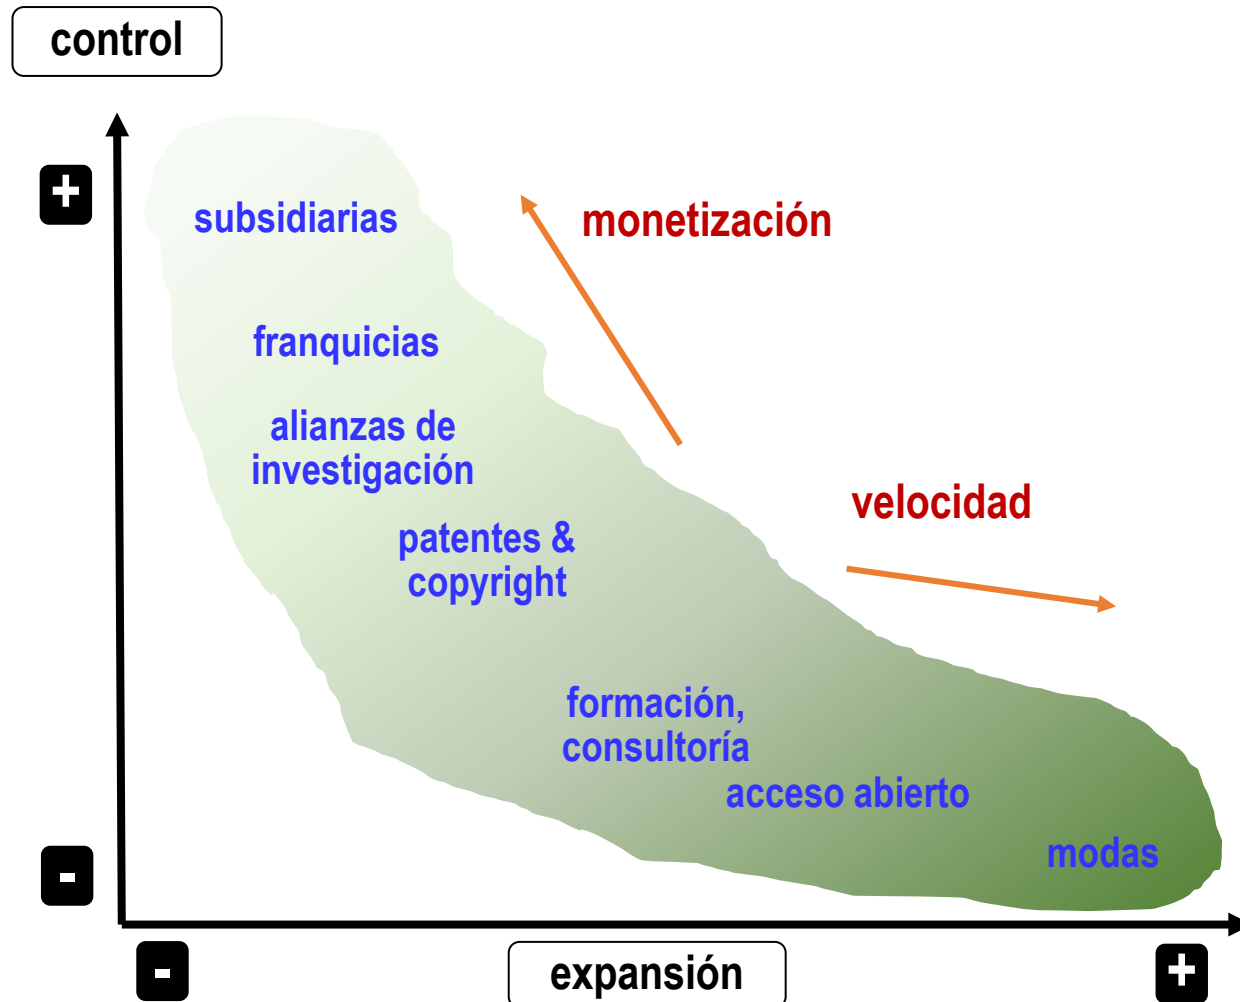 control
+
subsidiarias
monetización
franquicias
alianzas de
investigación
velocidad
patentes &
copyright
formación,
consultoría
acceso abierto
modas
-
-
expansión
+